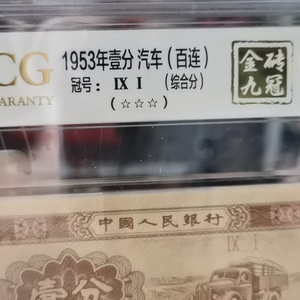 CG
ARANTY
1953年壹分 汽车（百连）
冠号： IX I （综合分）
（☆☆☆）
金砖
九冠
中國人民銀行
IX I
壹分